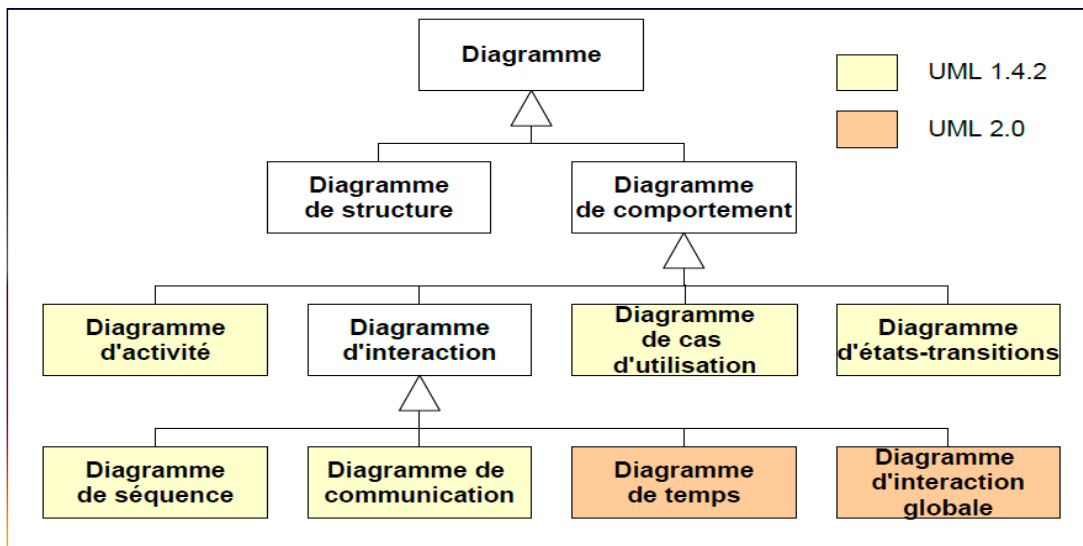 Diagramme
UML 1.4.2
UML 2.0
Diagramme
de structure
Diagramme
de comportement
Diagramme
d'activité
Diagramme
d'interaction
Diagramme
de cas
d'utilisation
Diagramme
d'états-transitions
Diagramme
de séquence
Diagramme de
communication
Diagramme
de temps
Diagramme
d'interaction
globale